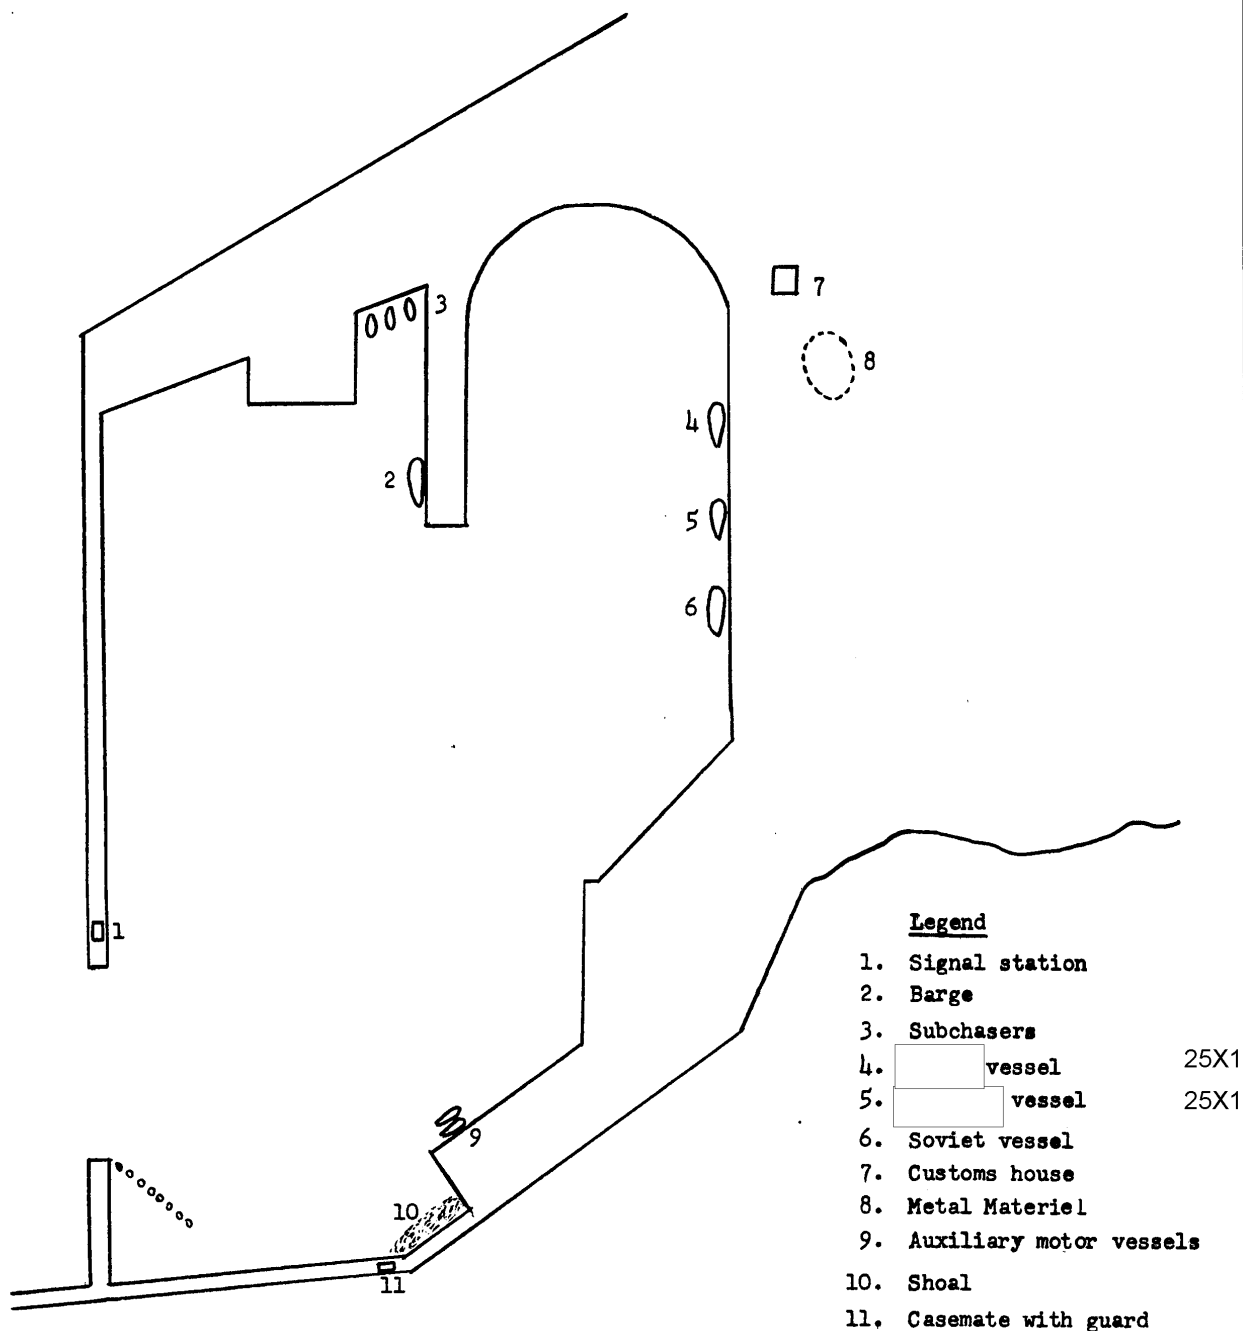 3
7
8
4
2
5
6
1
9
10
11
Legend
1. Signal station
2. Barge
3. Subchasers
4. vessel 25X1
5. vessel 25X1
6. Soviet vessel
7. Customs house
8. Metal Materiel
9. Auxiliary motor vessels
10. Shoal
11. Casemate with guard